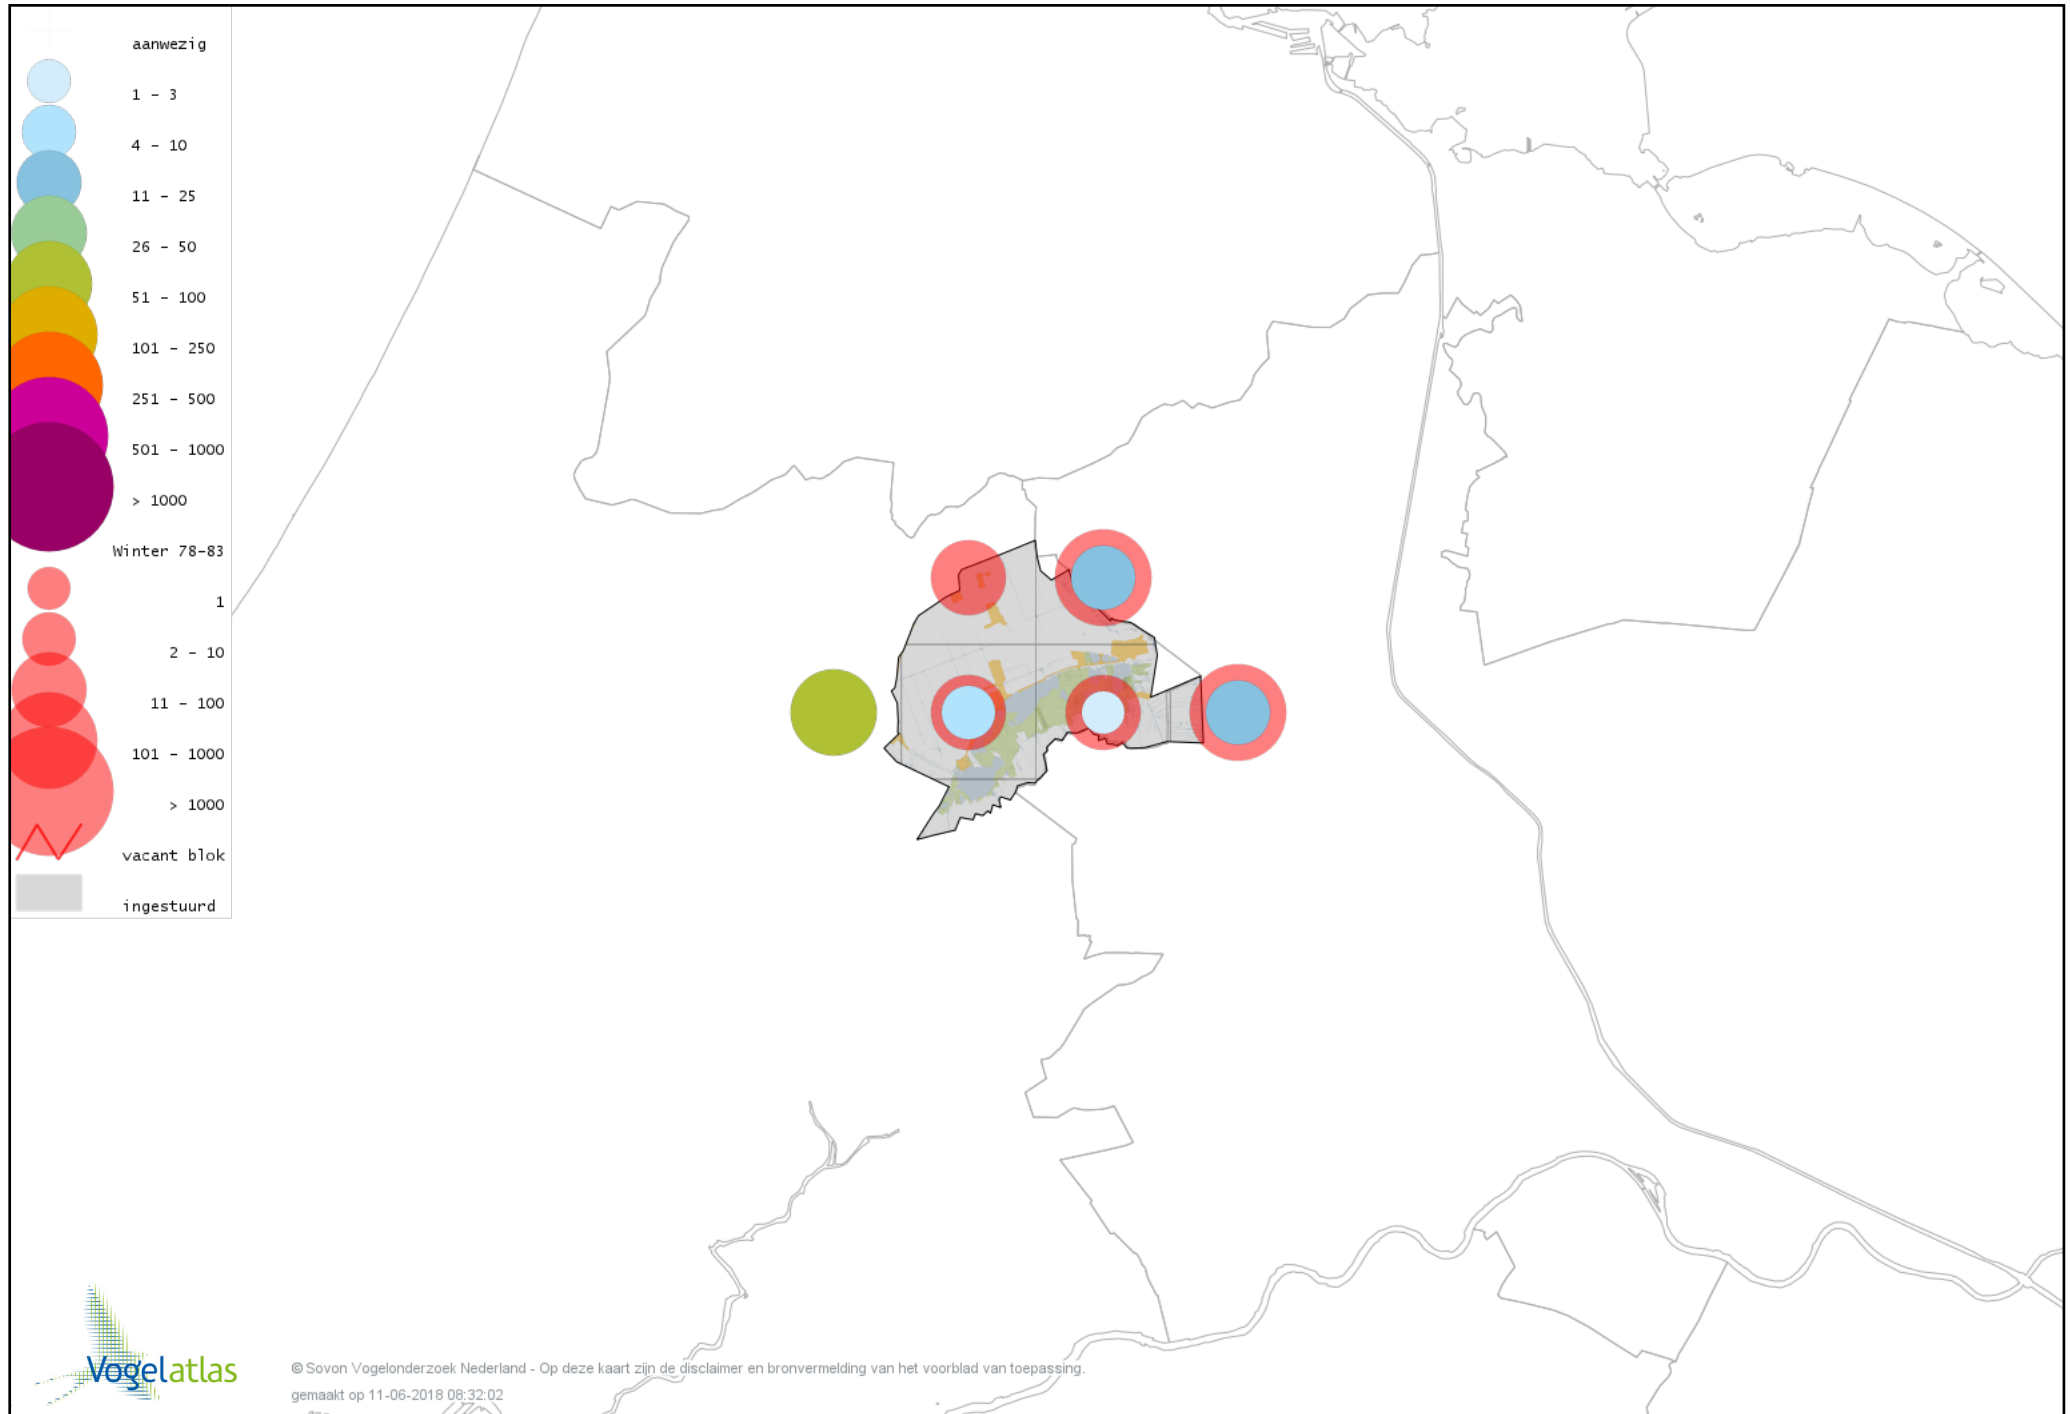 aanwezig
1 - 3
4 - 10
11 - 25
26 - 50
51 - 100
101 - 250
251 - 500
501 - 1000
> 1000
Winter 78-83
1
2 - 10
11 - 100
101 - 1000
> 1000
vacant blok
ingestuurd
Vogelatlas
© Sovon Vogelonderzoek Nederland - Op deze kaart zijn de disclaimer en bronvermelding van het voorblad van toepassing.
gemaakt op 11-06-2018 08:32:02